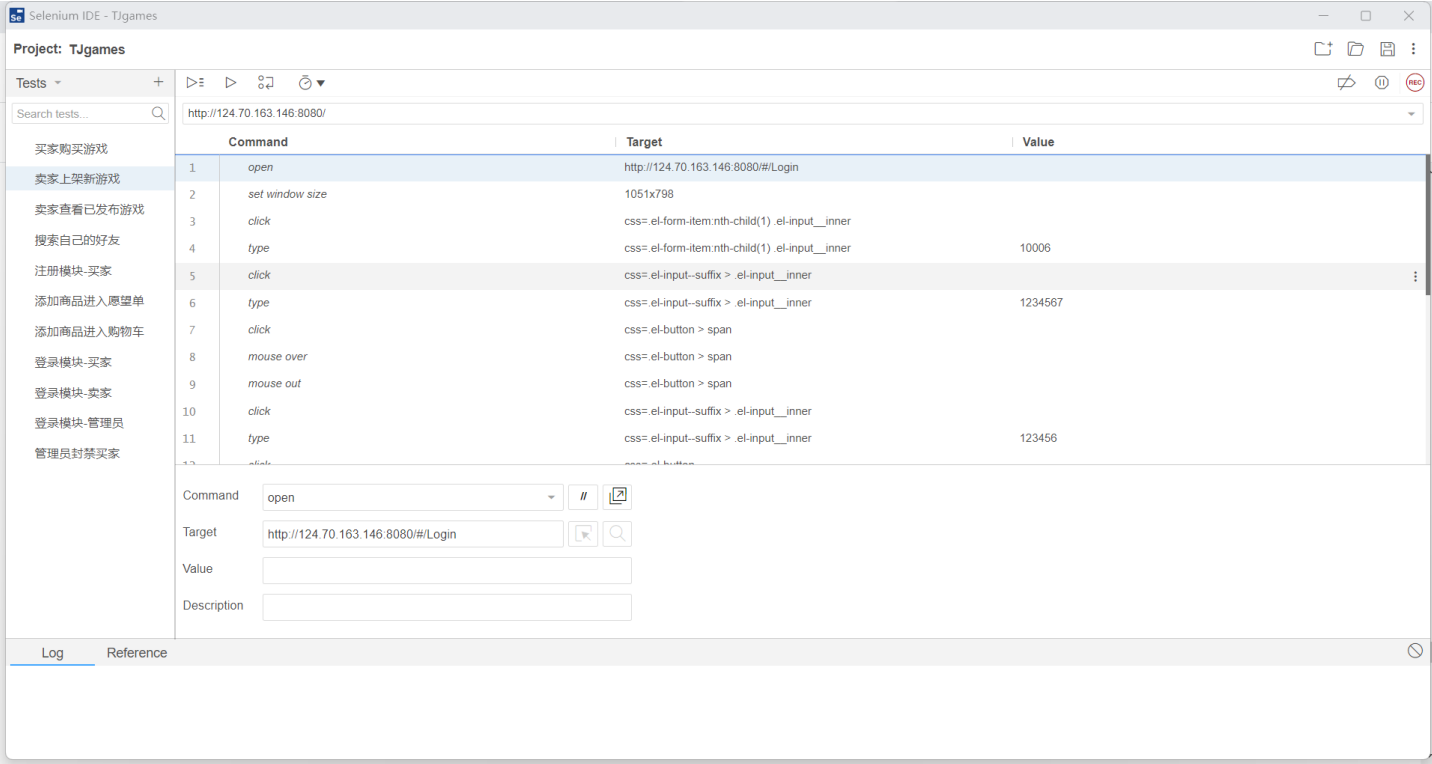 Selenium IDE - TJgames
Project: TJgames
Tests
Search tests...
买家购买游戏
卖家上架新游戏
卖家查看已发布游戏
搜索自己的好友
注册模块-买家
添加商品进入愿望单
添加商品进入购物车
登录模块-买家
登录模块-卖家
登录模块-管理员
管理员封禁买家
REC
http://124.70.163.146:8080/
Command Target Value
1 open http://124.70.163.146:8080/#/Login
2 set window size 1051x798
3 click css=.el-form-item:nth-child(1) .el-input__inner
4 type css=.el-form-item:nth-child(1) .el-input__inner 10006
5 click css=.el-input--suffix > .el-input__inner
6 type css=.el-input--suffix > .el-input__inner 1234567
7 click css=.el-button > span
8 mouse over css=.el-button > span
9 mouse out css=.el-button > span
10 click css=.el-input--suffix > .el-input__inner
11 type css=.el-input--suffix > .el-input__inner 123456
12 click css=.el-button
Command open //
Target http://124.70.163.146:8080/#/Login
Value
Description
Log Reference